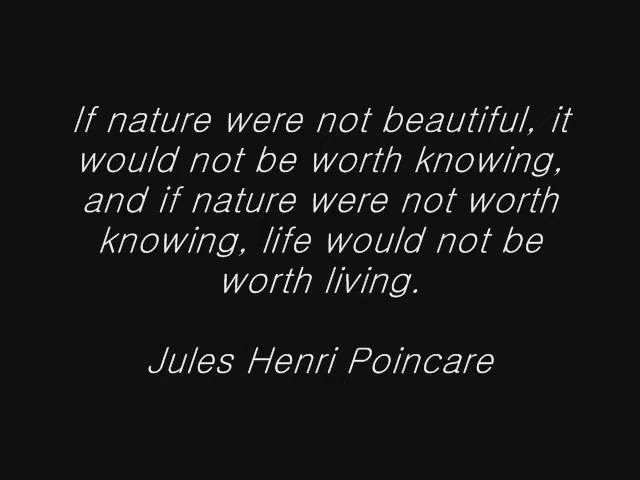 If nature were not beautiful, it
would not be worth knowing,
and if nature were not worth
knowing, life would not be
worth living.
Jules Henri Poincare